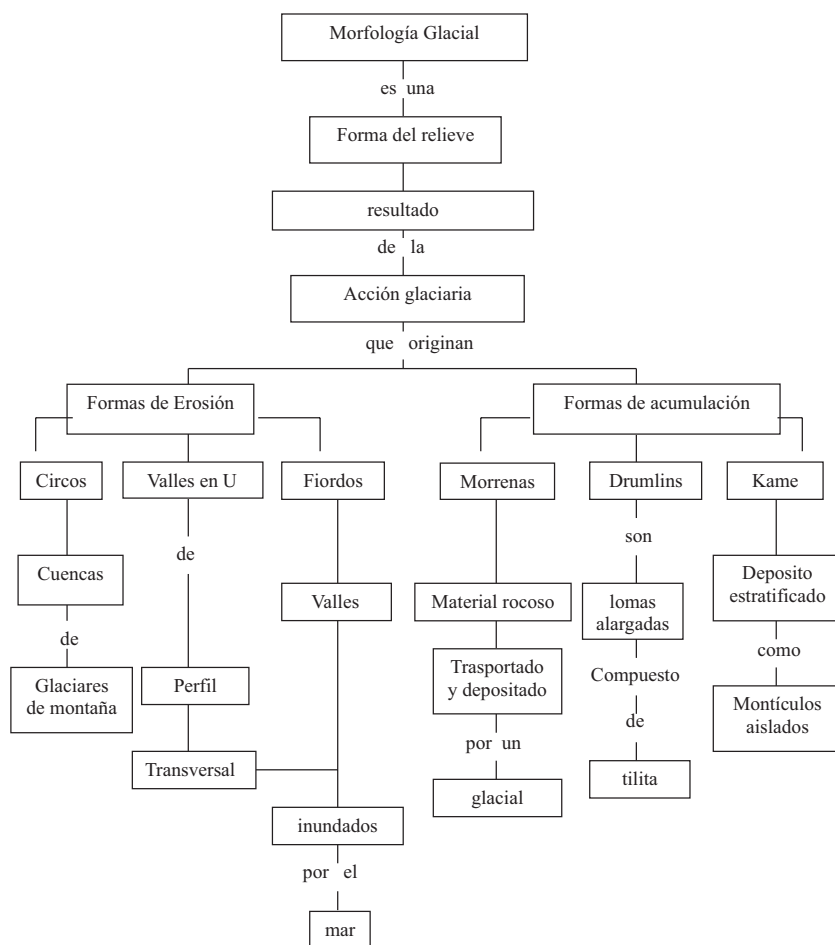 Morfología Glacial
es una
Forma del relieve
resultado
de la
Acción glaciaria
que originan
Formas de Erosión
Formas de acumulación
Circos
Valles en U
Fiordos
Morrenas
Drumlins
Kame
de
son
Cuencas
Valles
Material rocoso
lomas
alargadas
Deposito
estratificado
de
Glaciares
de montaña
Perfil
Trasportado
y depositado
Compuesto
de
como
Montículos
aislados
Transversal
por un
glacial
tilita
inundados
por el
mar